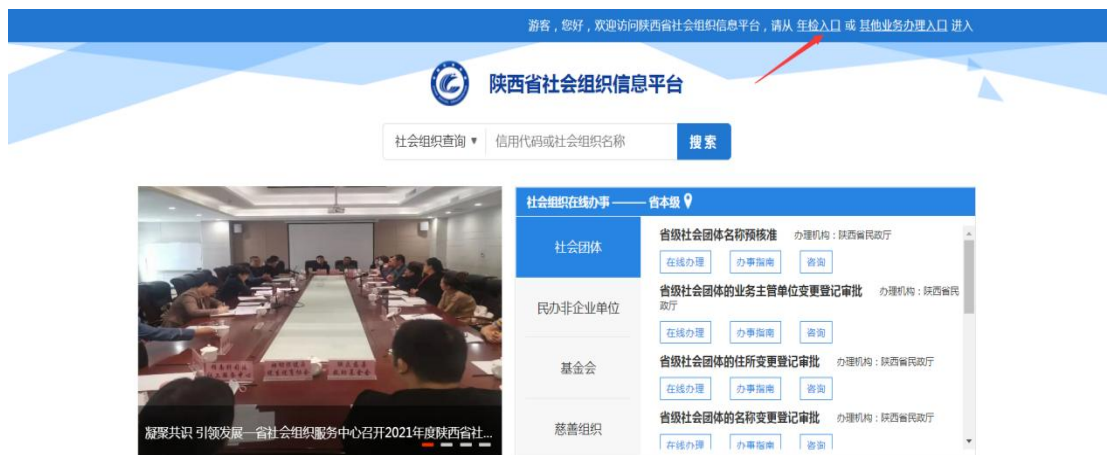 游客，您好，欢迎访问陕西省社会组织信息平台，请从 年检入口 或 其他业务办理入口 进入
陕西省社会组织信息平台
社会组织查询 ▼ 信用代码或社会组织名称 搜索
社会组织在线办事 ——— 省本级
社会团体
民办非企业单位
基金会
慈善组织
省级社会团体名称预核准 办理机构：陕西省民政厅
在线办理 办事指南 咨询
省级社会团体的业务主管单位变更登记审批 办理机构：陕西省民
政厅
在线办理 办事指南 咨询
省级社会团体的住所变更登记审批 办理机构：陕西省民政厅
在线办理 办事指南 咨询
省级社会团体的名称变更登记审批 办理机构：陕西省民政厅
在线办理 办事指南 咨询
凝聚共识 引领发展—省社会组织服务中心召开2021年度陕西省社...